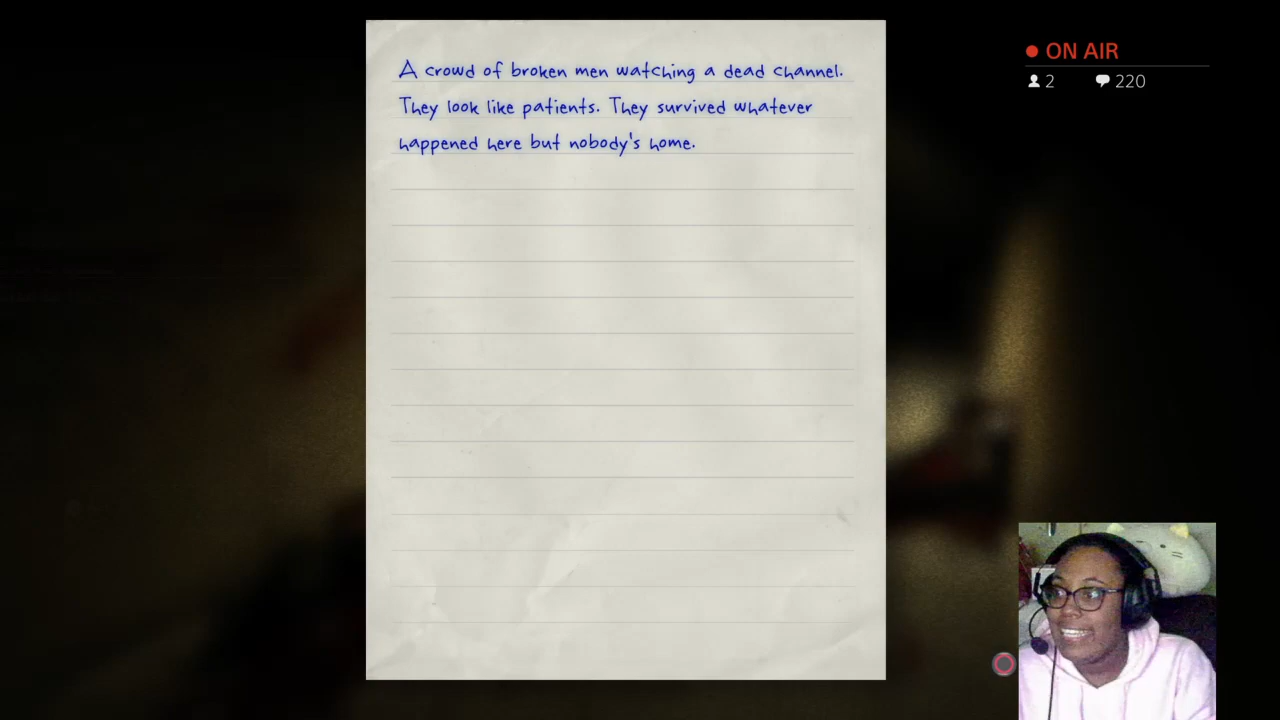 A crowd of broken men watching a dead channel.
They look like patients. They survived whatever
happened here but nobody's home.
ON AIR
2 220